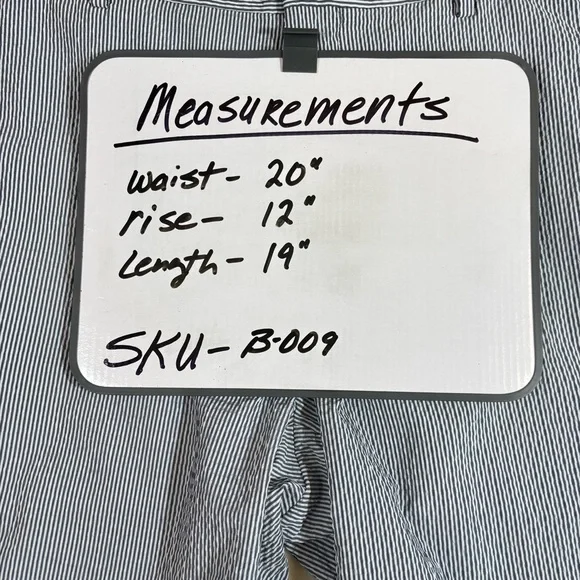 Measurements
waist- 20"
rise- 12"
Length- 19"
SKU- B-009